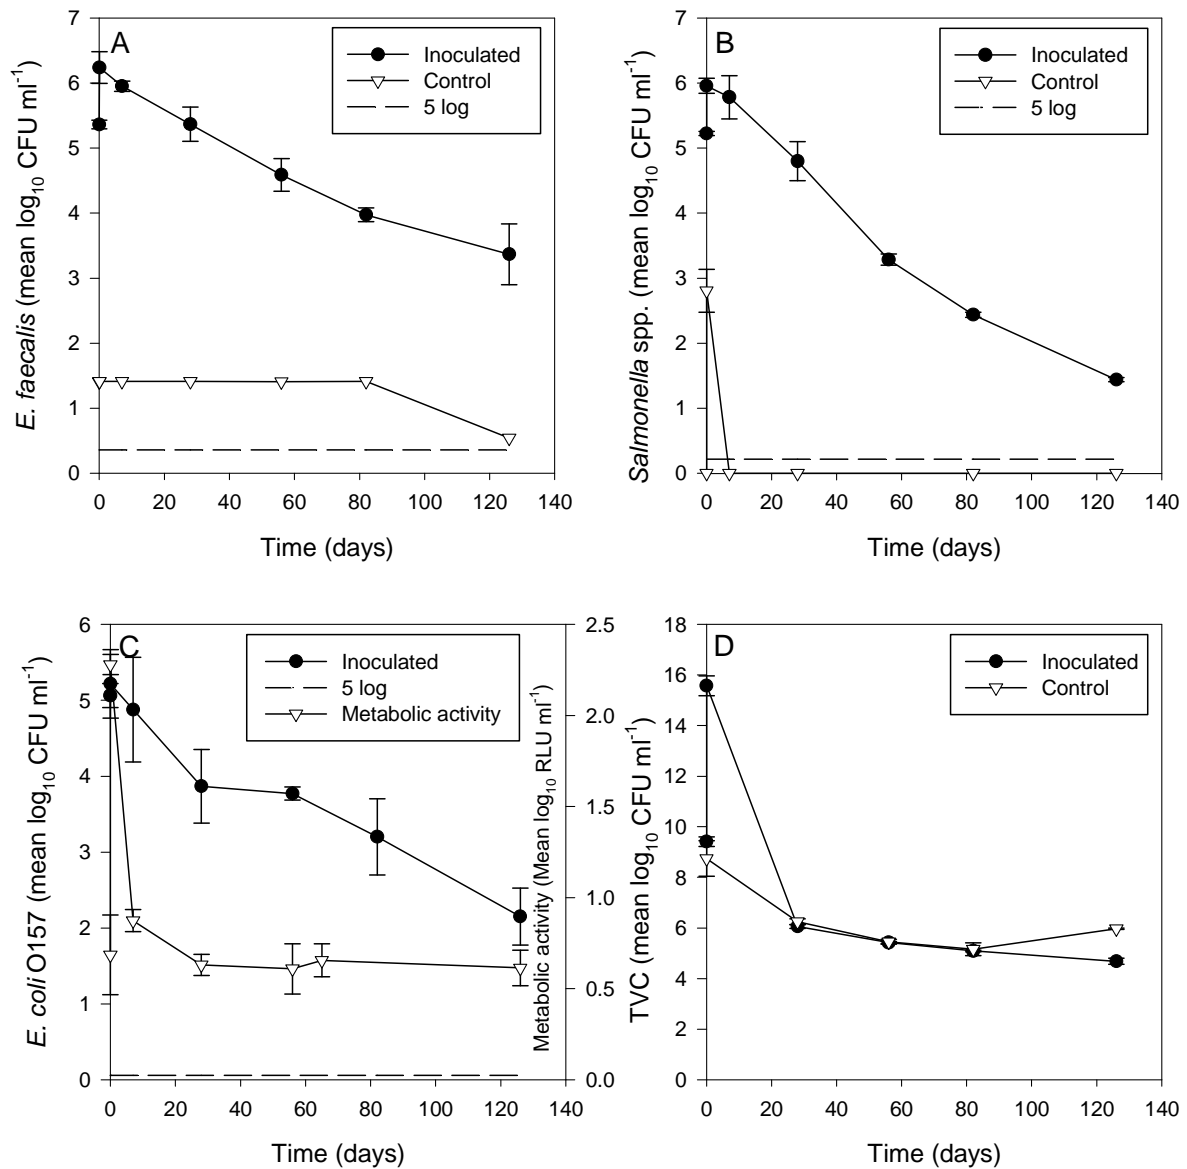 A
Inoculated
Control
5 log
E. faecalis (mean log10 CFU ml-1)
7
6
5
4
3
2
1
0
0 20 40 60 80 100 120 140
Time (days)
B
Inoculated
Control
5 log
Salmonella spp. (mean log10 CFU ml-1)
7
6
5
4
3
2
1
0
0 20 40 60 80 100 120 140
Time (days)
C
Inoculated
5 log
Metabolic activity
E. coli O157 (mean log10 CFU ml-1)
6
5
4
3
2
1
0
0 20 40 60 80 100 120 140
Time (days)
2.5
2.0
1.5
1.0
0.5
0.0
Metabolic activity (Mean log10 RLU ml-1)
D
Inoculated
Control
TVC (mean log10 CFU ml-1)
18
16
14
12
10
8
6
4
2
0
0 20 40 60 80 100 120 140
Time (days)